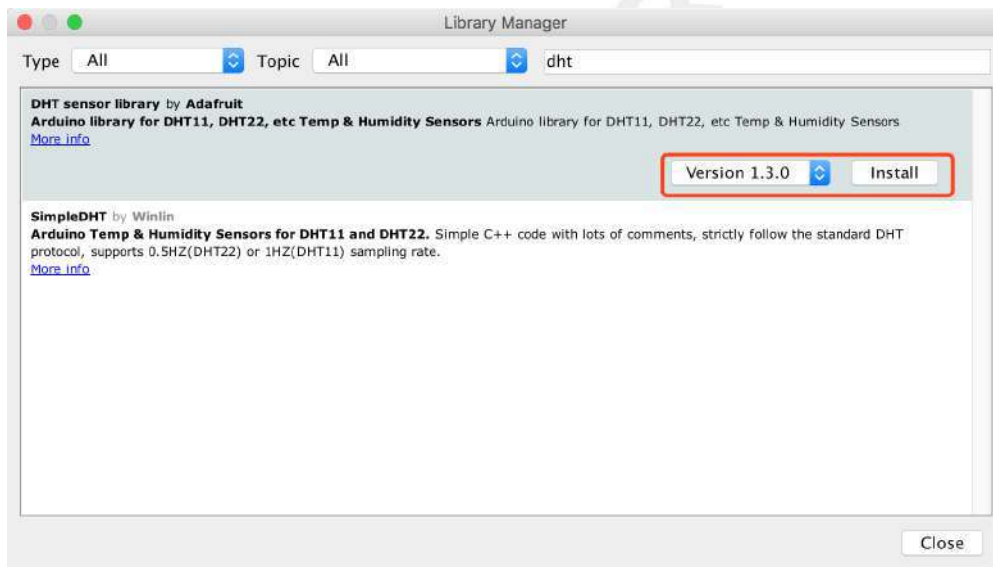 Library Manager
Type All Topic All dht
DHT sensor library by Adafruit
Arduino library for DHT11, DHT22, etc Temp & Humidity Sensors Arduino library for DHT11, DHT22, etc Temp & Humidity Sensors
More info
Version 1.3.0 Install
SimpleDHT by Winlin
Arduino Temp & Humidity Sensors for DHT11 and DHT22. Simple C++ code with lots of comments, strictly follow the standard DHT
protocol, supports 0.5HZ(DHT22) or 1HZ(DHT11) sampling rate.
More info
Close